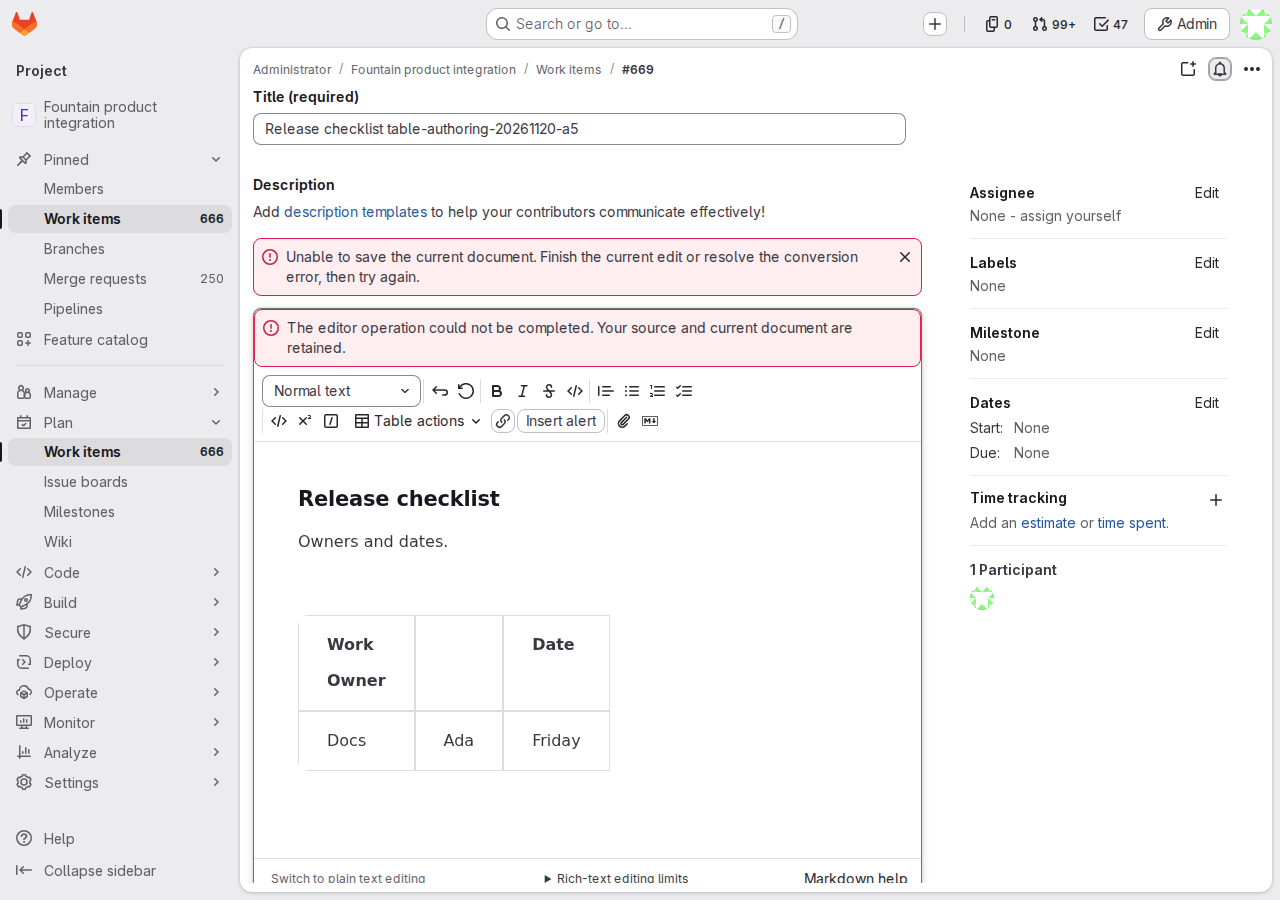 Search or go to...
/
0
99+
47
Admin
Project
F
Fountain product
integration
Pinned
Members
Work items
666
Branches
Merge requests
250
Pipelines
Feature catalog
Manage
Plan
Work items
666
Issue boards
Milestones
Wiki
Code
Build
Secure
Deploy
Operate
Monitor
Analyze
Settings
Help
Collapse sidebar
Administrator / Fountain product integration / Work items / #669
Title (required)
Release checklist table-authoring-20261120-a5
Description
Add description templates to help your contributors communicate effectively!
Unable to save the current document. Finish the current edit or resolve the conversion
error, then try again.
The editor operation could not be completed. Your source and current document are
retained.
Normal text
Table actions
Insert alert
Release checklist
Owners and dates.
Work
Owner
Date
Docs
Ada
Friday
Switch to plain text editing
Rich-text editing limits
Markdown help
Assignee
Edit
None - assign yourself
Labels
Edit
None
Milestone
Edit
None
Dates
Edit
Start: None
Due: None
Time tracking
Add an estimate or time spent.
1 Participant